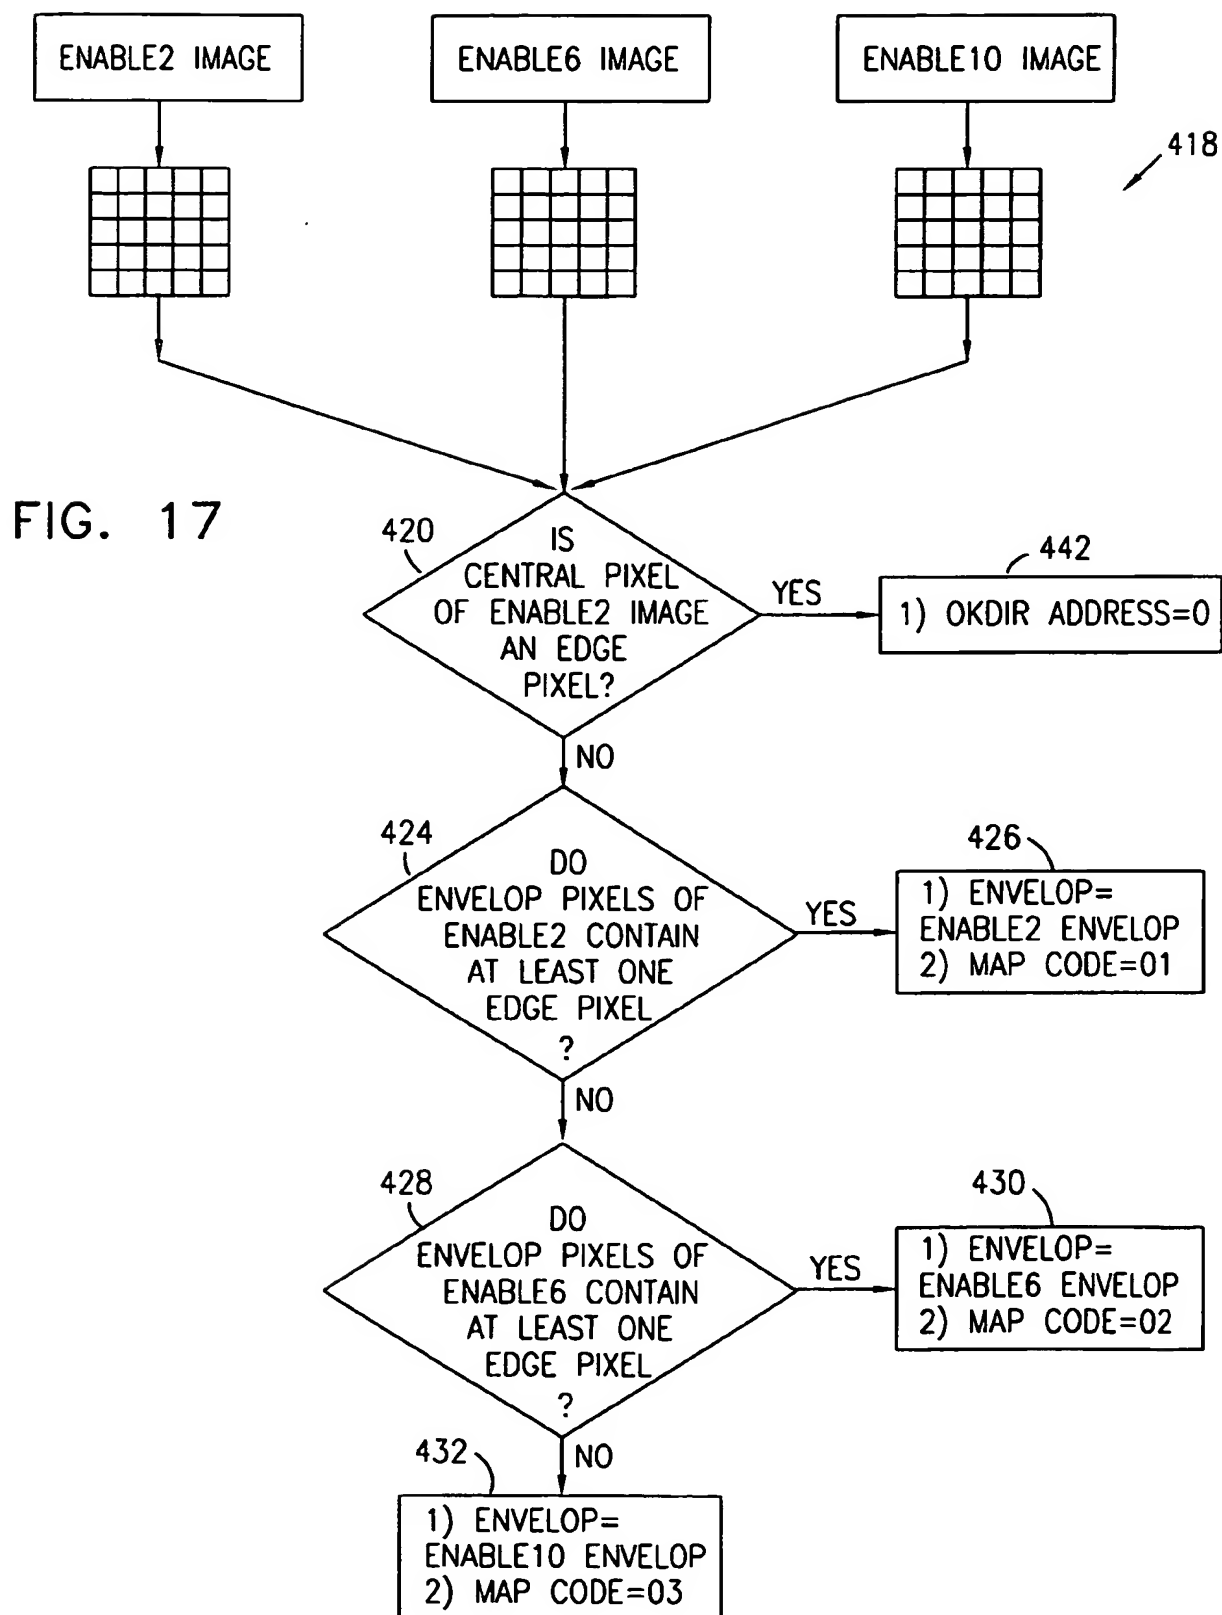 ENABLE2 IMAGE
ENABLE6 IMAGE
ENABLE10 IMAGE
418
FIG. 17
420
IS
CENTRAL PIXEL
OF ENABLE2 IMAGE
AN EDGE
PIXEL?
YES
442
1) OKDIR ADDRESS=0
NO
424
DO
ENVELOP PIXELS OF
ENABLE2 CONTAIN
AT LEAST ONE
EDGE PIXEL
?
YES
426
1) ENVELOP=
ENABLE2 ENVELOP
2) MAP CODE=01
NO
428
DO
ENVELOP PIXELS OF
ENABLE6 CONTAIN
AT LEAST ONE
EDGE PIXEL
?
YES
430
1) ENVELOP=
ENABLE6 ENVELOP
2) MAP CODE=02
NO
432
1) ENVELOP=
ENABLE10 ENVELOP
2) MAP CODE=03